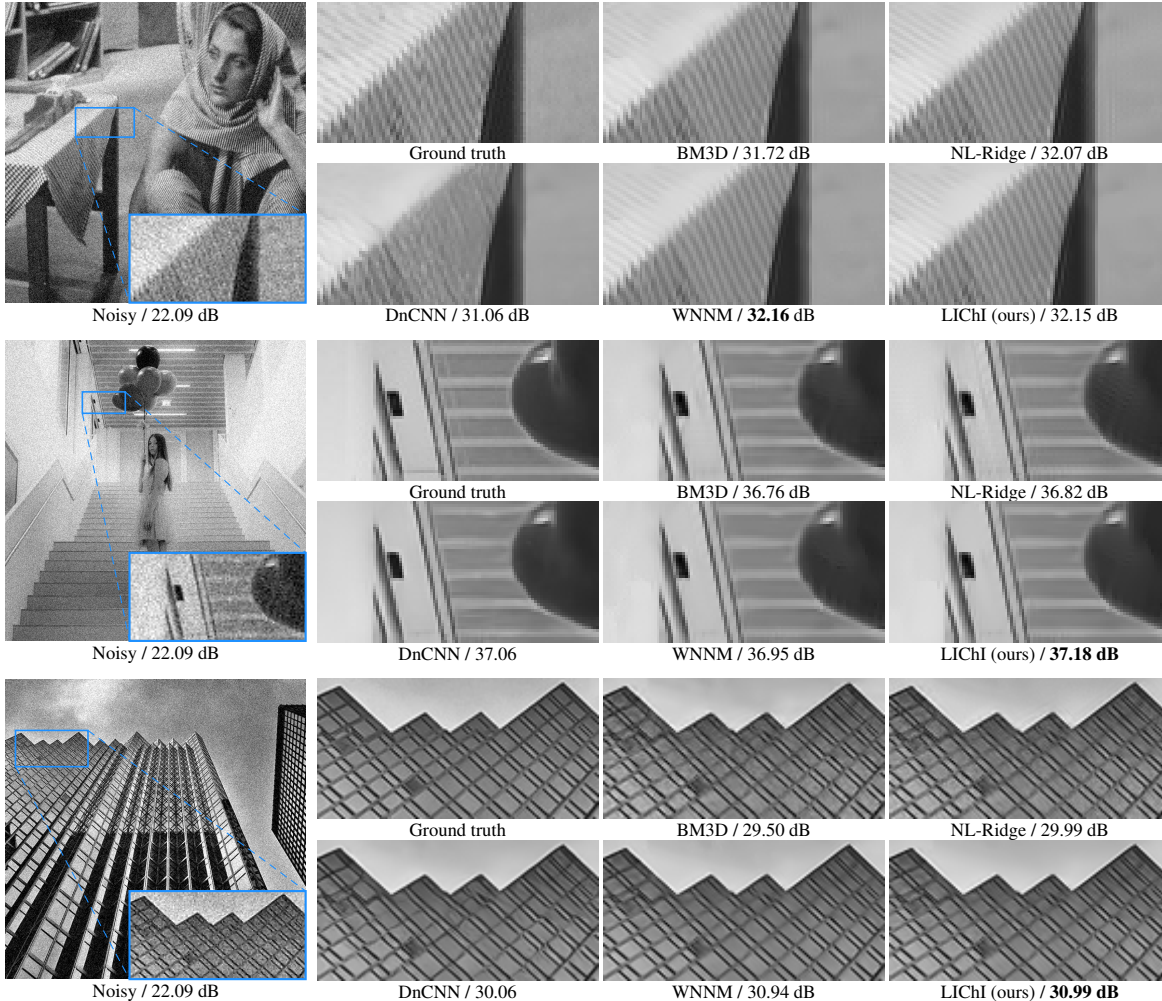 Ground truth
BM3D / 31.72 dB
NL-Ridge / 32.07 dB
Noisy / 22.09 dB
DnCNN / 31.06 dB
WNNM / 32.16 dB
LIChI (ours) / 32.15 dB
Ground truth
BM3D / 36.76 dB
NL-Ridge / 36.82 dB
Noisy / 22.09 dB
DnCNN / 37.06
WNNM / 36.95 dB
LIChI (ours) / 37.18 dB
Ground truth
BM3D / 29.50 dB
NL-Ridge / 29.99 dB
Noisy / 22.09 dB
DnCNN / 30.06
WNNM / 30.94 dB
LIChI (ours) / 30.99 dB